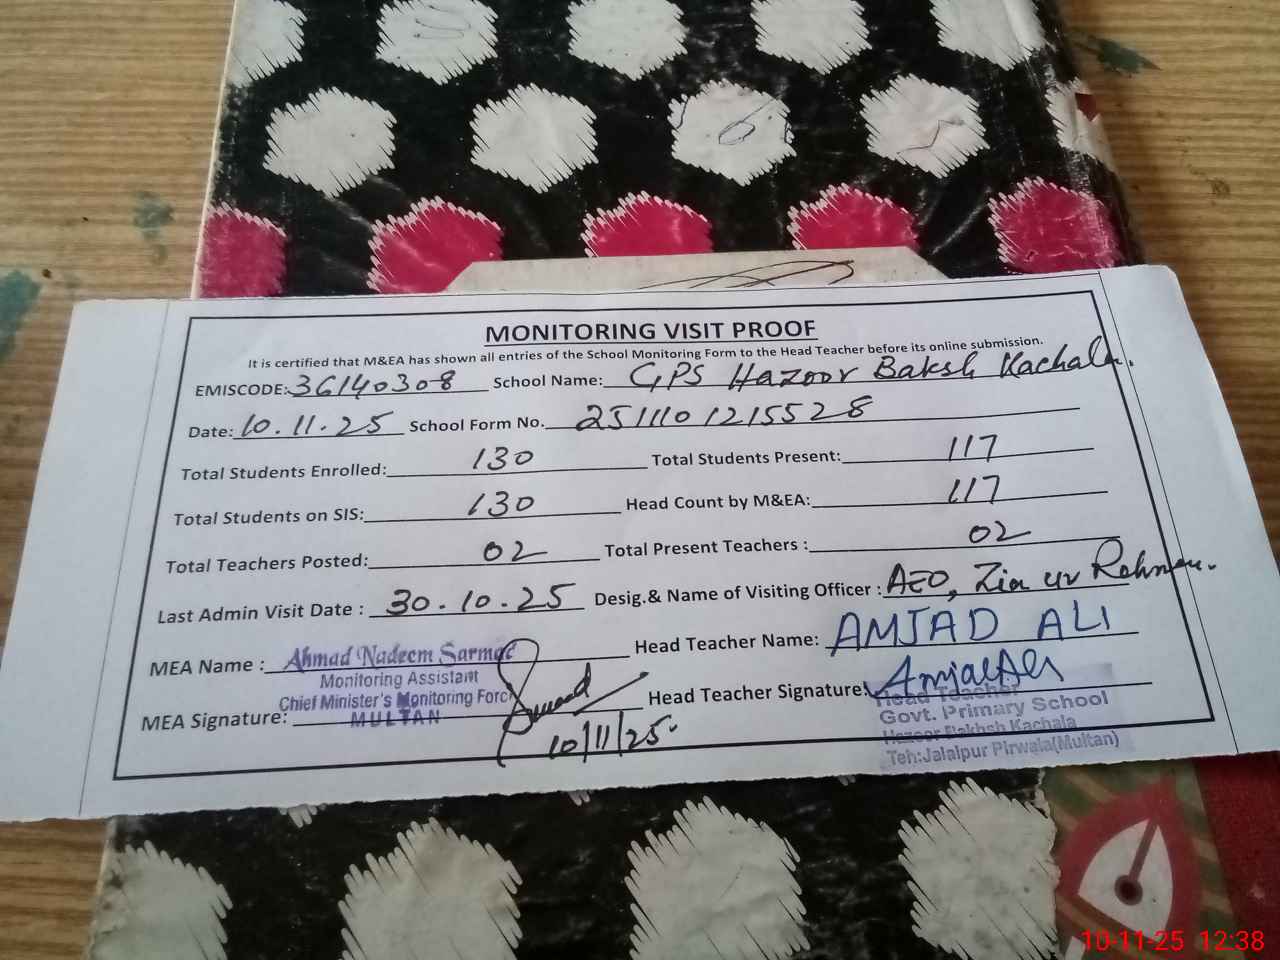 MONITORING VISIT PROOF
It is certified that M&EA has shown all entries of the School Monitoring Form to the Head Teacher before its online submission.
EMISCODE: 36140308 School Name: GPS Hazoor Baksh Kachala.
Date: 10.11.25 School Form No. 2511101215528
Total Students Enrolled: 130 Total Students Present: 117
Total Students on SIS: 130 Head Count by M&EA: 117
Total Teachers Posted: 02 Total Present Teachers : 02
Last Admin Visit Date : 30.10.25 Desig.& Name of Visiting Officer : AEO, Zia ur Rehman.
MEA Name : Ahmad Nadeem Sarmad Head Teacher Name: AMJAD ALI
Monitoring Assistant
Chief Minister's Monitoring Force
MEA Signature: MULTAN Head Teacher Signature: Amjad Ali
10/11/25.
Head Teacher
Govt. Primary School
Hazoor Bakhsh Kachala
Teh:Jalalpur Pirwala(Multan)
10-11-25 12:38